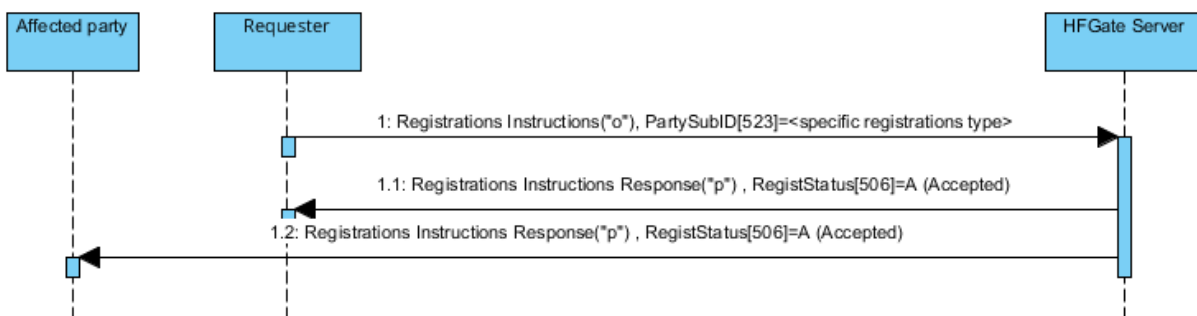 Affected party
Requester
HFGate Server
1: Registrations Instructions("o"), PartySubID[523]=<specific registrations type>
1.1: Registrations Instructions Response("p") , RegistStatus[506]=A (Accepted)
1.2: Registrations Instructions Response("p") , RegistStatus[506]=A (Accepted)